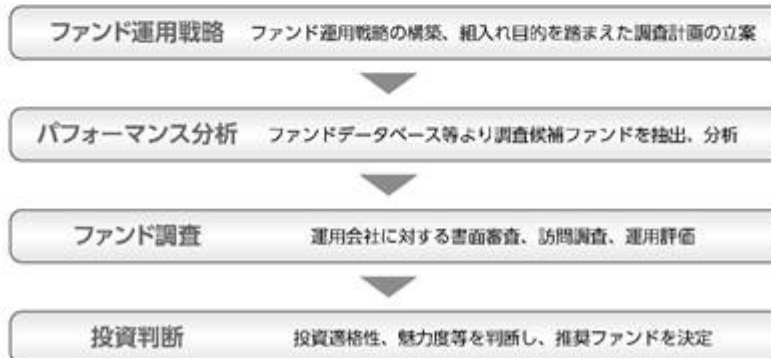 ファンド運用戦略 ファンド運用戦略の構築、組入れ目的を踏まえた調査計画の立案
パフォーマンス分析 ファンドデータベース等より調査候補ファンドを抽出、分析
ファンド調査 運用会社に対する書面審査、訪問調査、運用評価
投資判断 投資適格性、魅力度等を判断し、推奨ファンドを決定